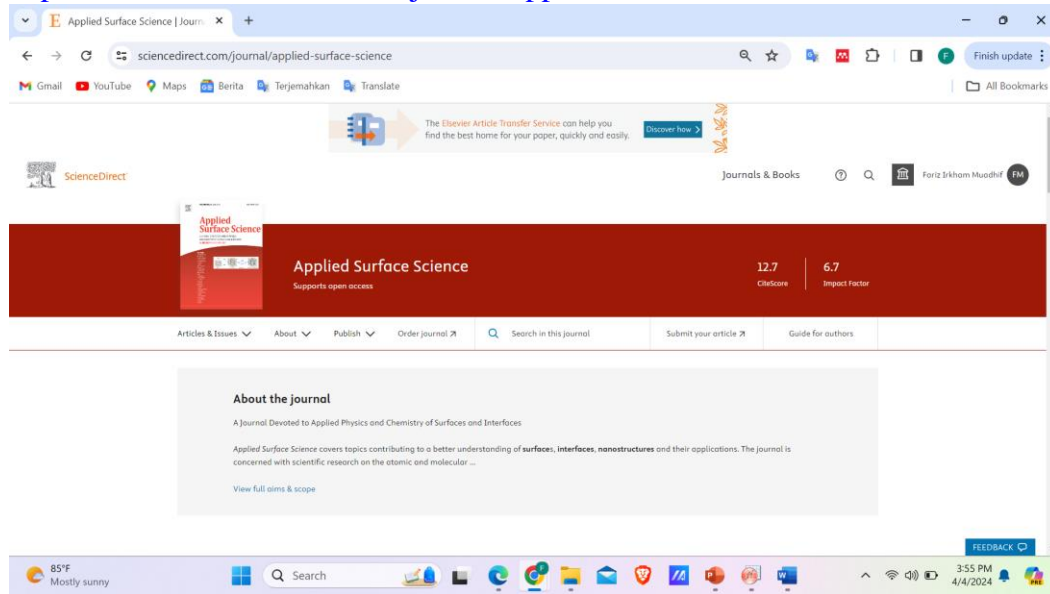 Applied Surface Science | Journ
sciencedirect.com/journal/applied-surface-science
Finish update
Gmail YouTube Maps Berita Terjemahkan Translate All Bookmarks
The Elsevier Article Transfer Service can help you
find the best home for your paper, quickly and easily.
Discover how >
ScienceDirect
Journals & Books
Fariz Irkham Muadhif FM
Applied
Surface Science
Applied Surface Science
Supports open access
12.7
CiteScore
6.7
Impact Factor
Articles & Issues
About
Publish
Order journal
Search in this journal
Submit your article
Guide for authors
About the journal
A Journal Devoted to Applied Physics and Chemistry of Surfaces and Interfaces
Applied Surface Science covers topics contributing to a better understanding of surfaces, interfaces, nanostructures and their applications. The journal is
concerned with scientific research on the atomic and molecular ...
View full aims & scope
FEEDBACK
85°F
Mostly sunny
Search
3:55 PM
4/4/2024